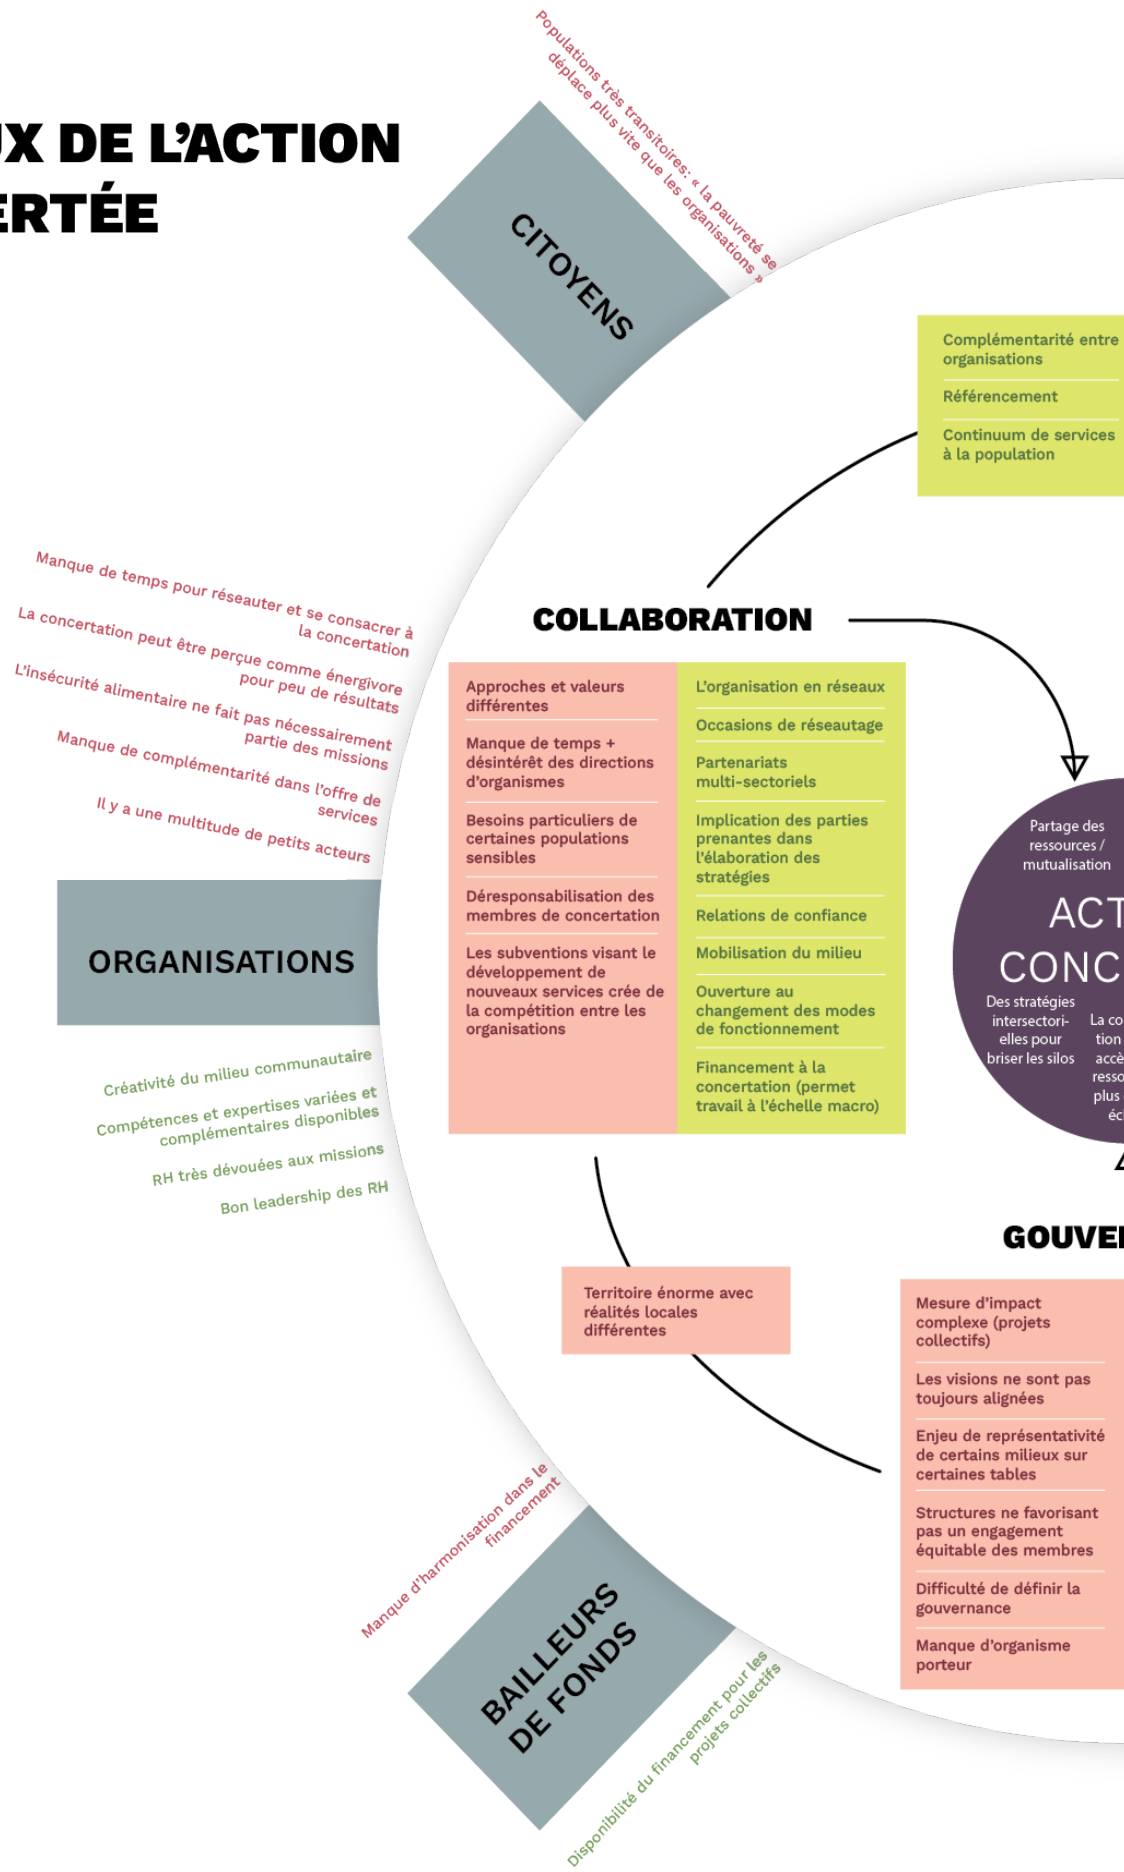 UX DE L’ACTION
ERTÉE
Populations très transitoires: « la pauvreté se
déplace plus vite que les organisations »
CITOYENS
Complémentarité entre
organisations
Référencement
Continuum de services
à la population
Manque de temps pour réseauter et se consacrer à
la concertation
La concertation peut être perçue comme énergivore
pour peu de résultats
L’insécurité alimentaire ne fait pas nécessairement
partie des missions
Manque de complémentarité dans l’offre de
services
Il y a une multitude de petits acteurs
ORGANISATIONS
Créativité du milieu communautaire
Compétences et expertises variées et
complémentaires disponibles
RH très dévouées aux missions
Bon leadership des RH
COLLABORATION
Approches et valeurs
différentes
Manque de temps +
désintérêt des directions
d’organismes
Besoins particuliers de
certaines populations
sensibles
Déresponsabilisation des
membres de concertation
Les subventions visant le
développement de
nouveaux services crée de
la compétition entre les
organisations
L’organisation en réseaux
Occasions de réseautage
Partenariats
multi-sectoriels
Implication des parties
prenantes dans
l’élaboration des
stratégies
Relations de confiance
Mobilisation du milieu
Ouverture au
changement des modes
de fonctionnement
Financement à la
concertation (permet
travail à l’échelle macro)
Partage des
ressources /
mutualisation
ACT
CONC
Des stratégies
intersectori-
elles pour
briser les silos
La co
tion
accè
resso
plus
éc
Territoire énorme avec
réalités locales
différentes
GOUVE
Mesure d’impact
complexe (projets
collectifs)
Les visions ne sont pas
toujours alignées
Enjeu de représentativité
de certains milieux sur
certaines tables
Structures ne favorisant
pas un engagement
équitable des membres
Difficulté de définir la
gouvernance
Manque d’organisme
porteur
Manque d’harmonisation dans le
financement
BAILLEURS
DE FONDS
Disponibilité du financement pour les
projets collectifs